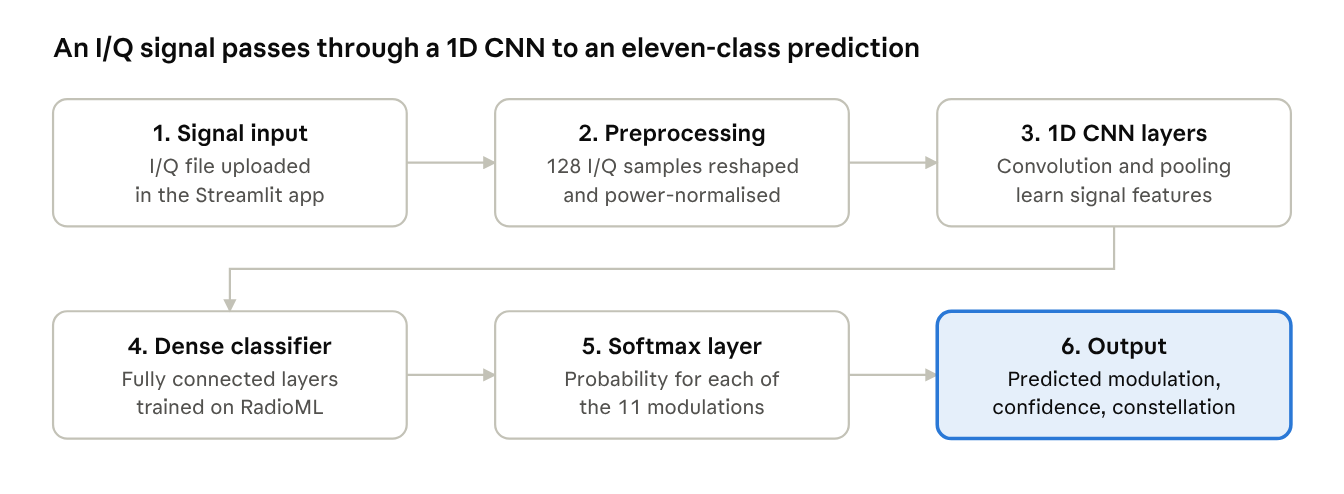 An I/Q signal passes through a 1D CNN to an eleven-class prediction
1. Signal input
I/Q file uploaded
in the Streamlit app
2. Preprocessing
128 I/Q samples reshaped
and power-normalised
3. 1D CNN layers
Convolution and pooling
learn signal features
4. Dense classifier
Fully connected layers
trained on RadioML
5. Softmax layer
Probability for each of
the 11 modulations
6. Output
Predicted modulation,
confidence, constellation